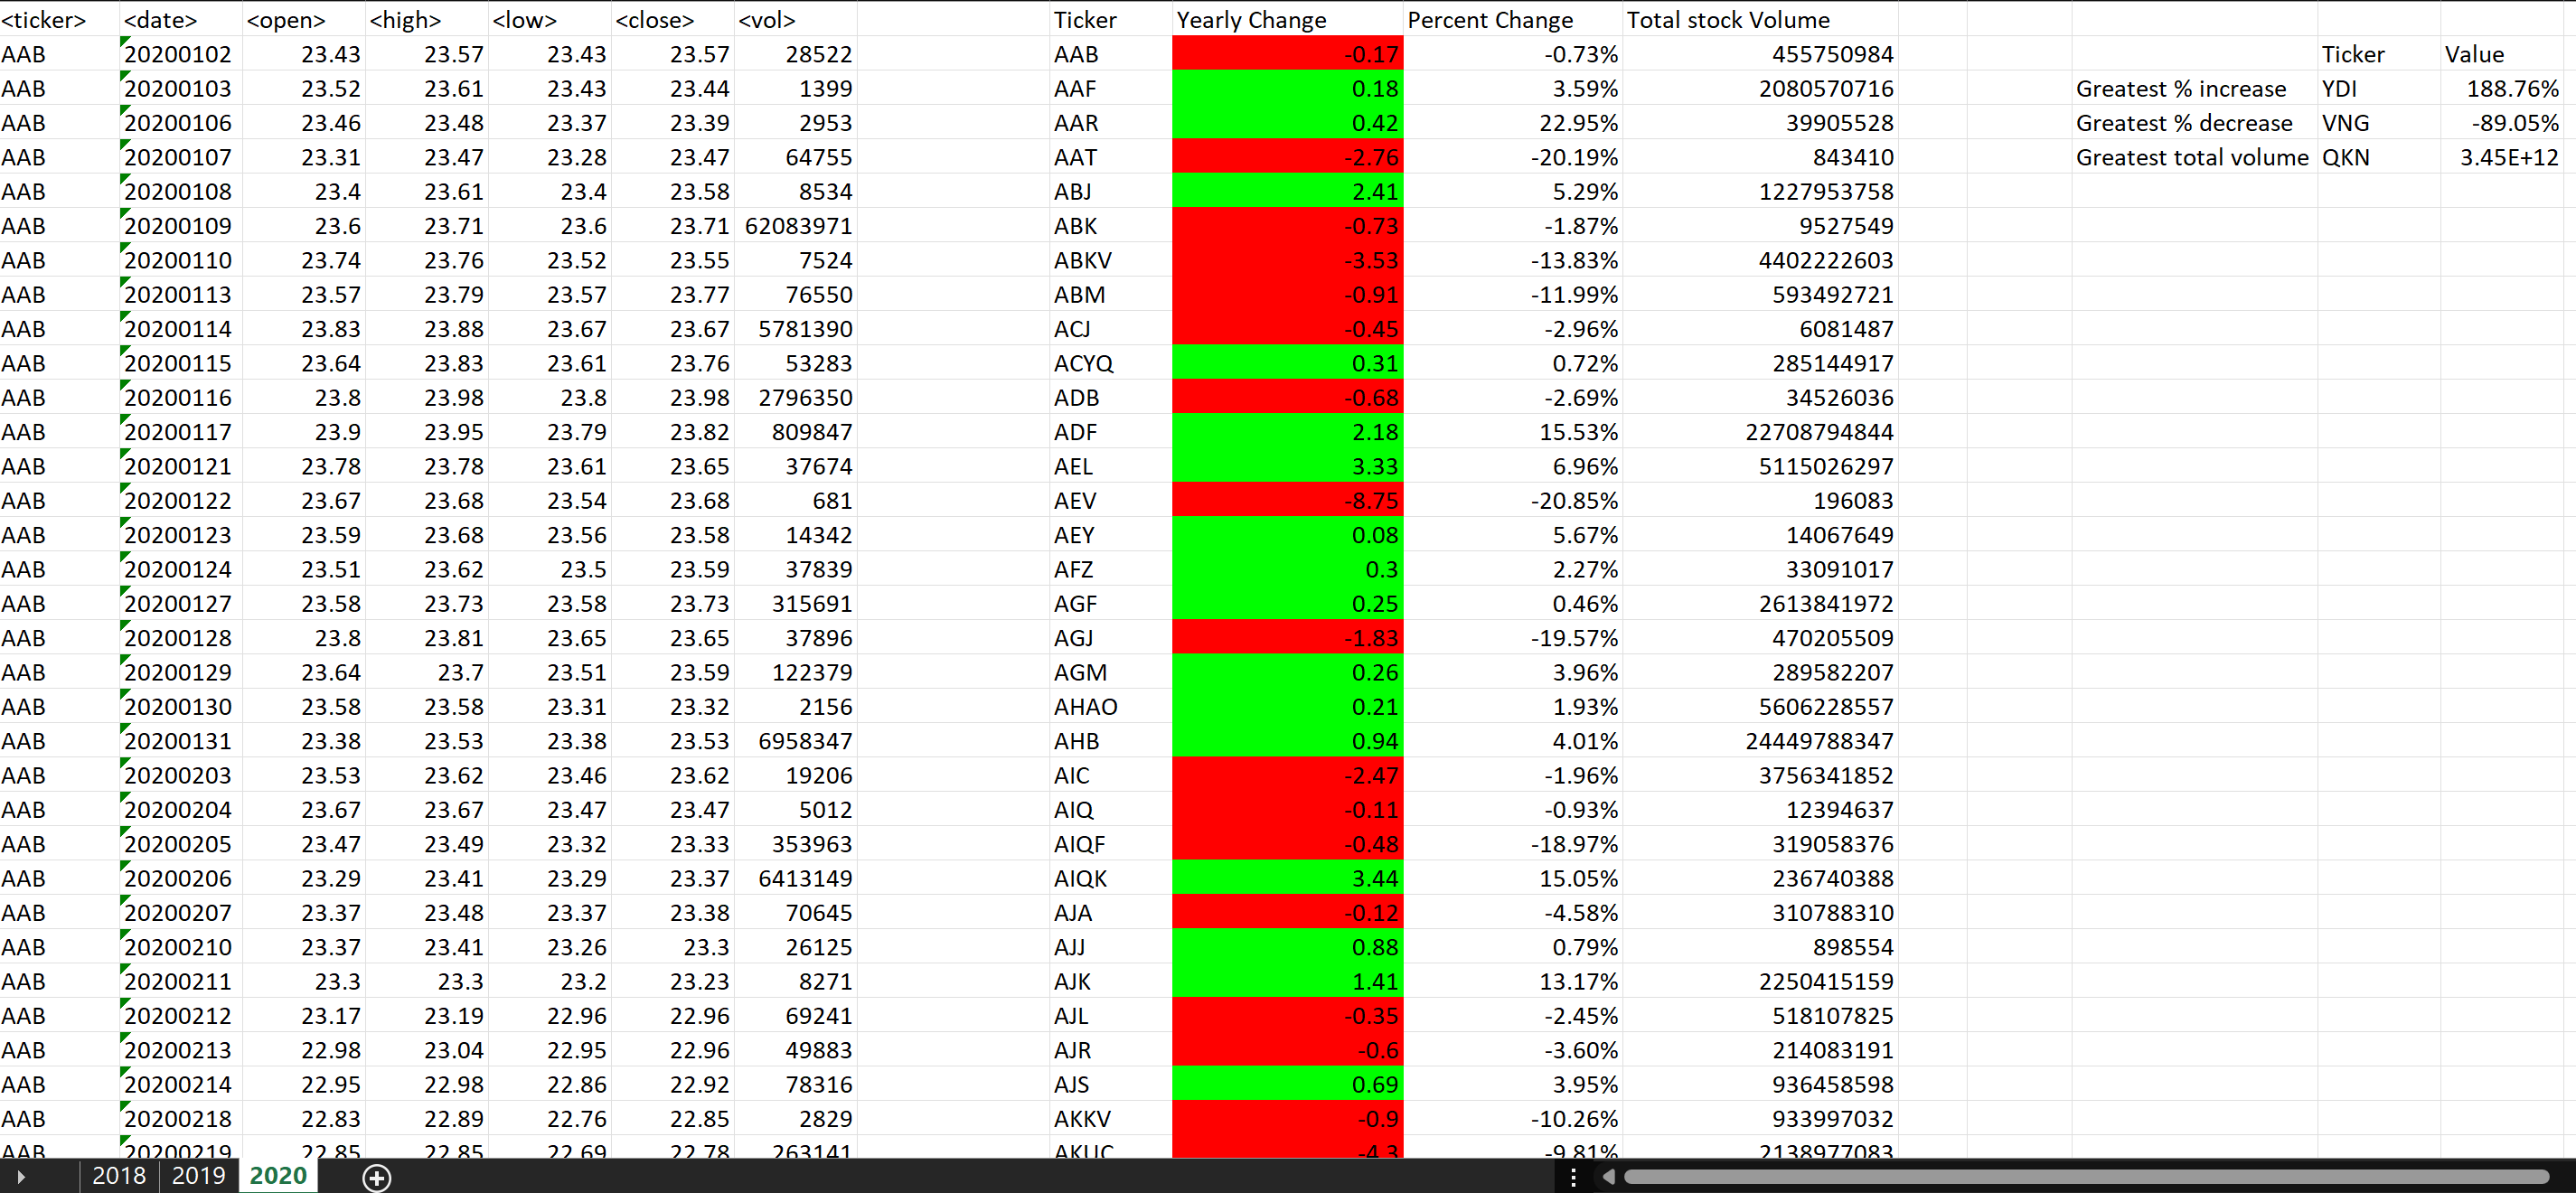 <ticker> <date> <open> <high> <low> <close> <vol> Ticker Yearly Change Percent Change Total stock Volume
AAB 20200102 23.43 23.57 23.43 23.57 28522 AAB -0.17 -0.73% 455750984 Ticker Value
AAB 20200103 23.52 23.61 23.43 23.44 1399 AAF 0.18 3.59% 2080570716 Greatest % increase YDI 188.76%
AAB 20200106 23.46 23.48 23.37 23.39 2953 AAR 0.42 22.95% 39905528 Greatest % decrease VNG -89.05%
AAB 20200107 23.31 23.47 23.28 23.47 64755 AAT -2.76 -20.19% 843410 Greatest total volume QKN 3.45E+12
AAB 20200108 23.4 23.61 23.4 23.58 8534 ABJ 2.41 5.29% 1227953758
AAB 20200109 23.6 23.71 23.6 23.71 62083971 ABK -0.73 -1.87% 9527549
AAB 20200110 23.74 23.76 23.52 23.55 7524 ABKV -3.53 -13.83% 4402222603
AAB 20200113 23.57 23.79 23.57 23.77 76550 ABM -0.91 -11.99% 593492721
AAB 20200114 23.83 23.88 23.67 23.67 5781390 ACJ -0.45 -2.96% 6081487
AAB 20200115 23.64 23.83 23.61 23.76 53283 ACYQ 0.31 0.72% 285144917
AAB 20200116 23.8 23.98 23.8 23.98 2796350 ADB -0.68 -2.69% 34526036
AAB 20200117 23.9 23.95 23.79 23.82 809847 ADF 2.18 15.53% 22708794844
AAB 20200121 23.78 23.78 23.61 23.65 37674 AEL 3.33 6.96% 5115026297
AAB 20200122 23.67 23.68 23.54 23.68 681 AEV -8.75 -20.85% 196083
AAB 20200123 23.59 23.68 23.56 23.58 14342 AEY 0.08 5.67% 14067649
AAB 20200124 23.51 23.62 23.5 23.59 37839 AFZ 0.3 2.27% 33091017
AAB 20200127 23.58 23.73 23.58 23.73 315691 AGF 0.25 0.46% 2613841972
AAB 20200128 23.8 23.81 23.65 23.65 37896 AGJ -1.83 -19.57% 470205509
AAB 20200129 23.64 23.7 23.51 23.59 122379 AGM 0.26 3.96% 289582207
AAB 20200130 23.58 23.58 23.31 23.32 2156 AHAO 0.21 1.93% 5606228557
AAB 20200131 23.38 23.53 23.38 23.53 6958347 AHB 0.94 4.01% 24449788347
AAB 20200203 23.53 23.62 23.46 23.62 19206 AIC -2.47 -1.96% 3756341852
AAB 20200204 23.67 23.67 23.47 23.47 5012 AIQ -0.11 -0.93% 12394637
AAB 20200205 23.47 23.49 23.32 23.33 353963 AIQF -0.48 -18.97% 319058376
AAB 20200206 23.29 23.41 23.29 23.37 6413149 AIQK 3.44 15.05% 236740388
AAB 20200207 23.37 23.48 23.37 23.38 70645 AJA -0.12 -4.58% 310788310
AAB 20200210 23.37 23.41 23.26 23.3 26125 AJJ 0.88 0.79% 898554
AAB 20200211 23.3 23.3 23.2 23.23 8271 AJK 1.41 13.17% 2250415159
AAB 20200212 23.17 23.19 22.96 22.96 69241 AJL -0.35 -2.45% 518107825
AAB 20200213 22.98 23.04 22.95 22.96 49883 AJR -0.6 -3.60% 214083191
AAB 20200214 22.95 22.98 22.86 22.92 78316 AJS 0.69 3.95% 936458598
AAB 20200218 22.83 22.89 22.76 22.85 2829 AKKV -0.9 -10.26% 933997032
AAB 20200219 22.85 22.85 22.69 22.78 263141 AKUC -4.3 -9.81% 2138977083
2018 2019 2020